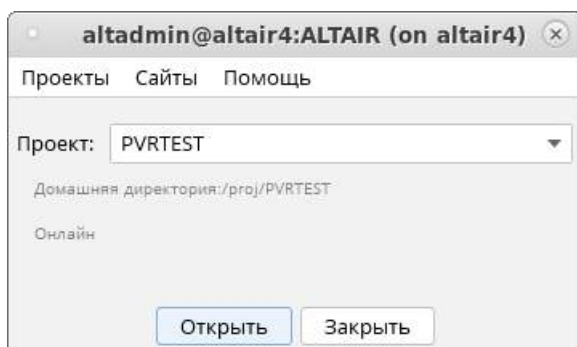 altadmin@altair4:ALTAIR (on altair4)
Проекты Сайты Помощь
Проект: PVRTEST
Домашняя директория:/proj/PVRTEST
Онлайн
Открыть Закрыть